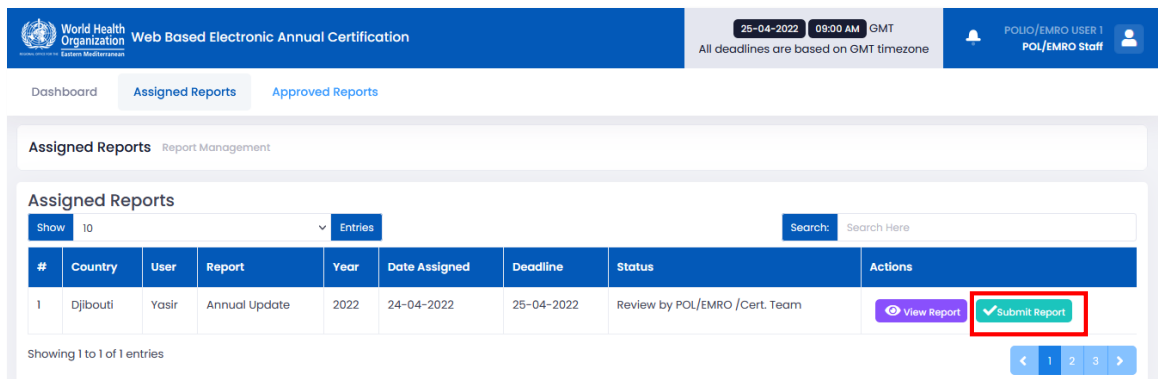 World Health
Organization
REGIONAL OFFICE FOR THE Eastern Mediterranean
Web Based Electronic Annual Certification
25-04-2022 09:00 AM GMT
All deadlines are based on GMT timezone
POLIO/EMRO USER 1
POL/EMRO Staff
Dashboard Assigned Reports Approved Reports
Assigned Reports Report Management
Assigned Reports
Show 10 Entries Search: Search Here
# Country User Report Year Date Assigned Deadline Status Actions
1 Djibouti Yasir Annual Update 2022 24-04-2022 25-04-2022 Review by POL/EMRO /Cert. Team View Report Submit Report
Showing 1 to 1 of 1 entries
< 1 2 3 >